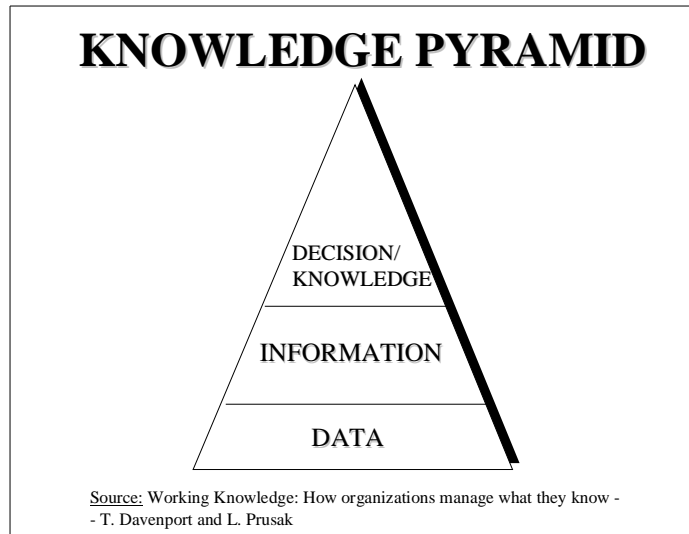 KNOWLEDGE PYRAMID
DECISION/
KNOWLEDGE
INFORMATION
DATA
Source: Working Knowledge: How organizations manage what they know -
- T. Davenport and L. Prusak